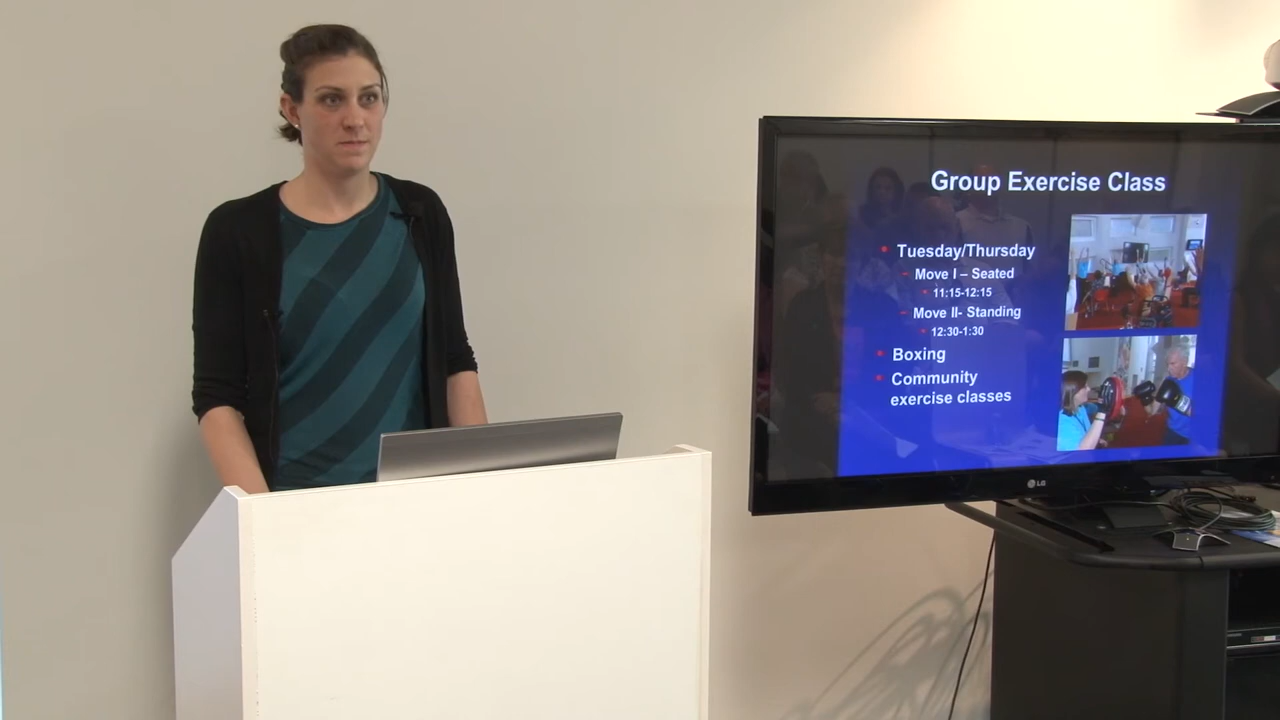 Group Exercise Class
Tuesday/Thursday
Move I – Seated
11:15-12:15
Move II- Standing
12:30-1:30
Boxing
Community
exercise classes
LG